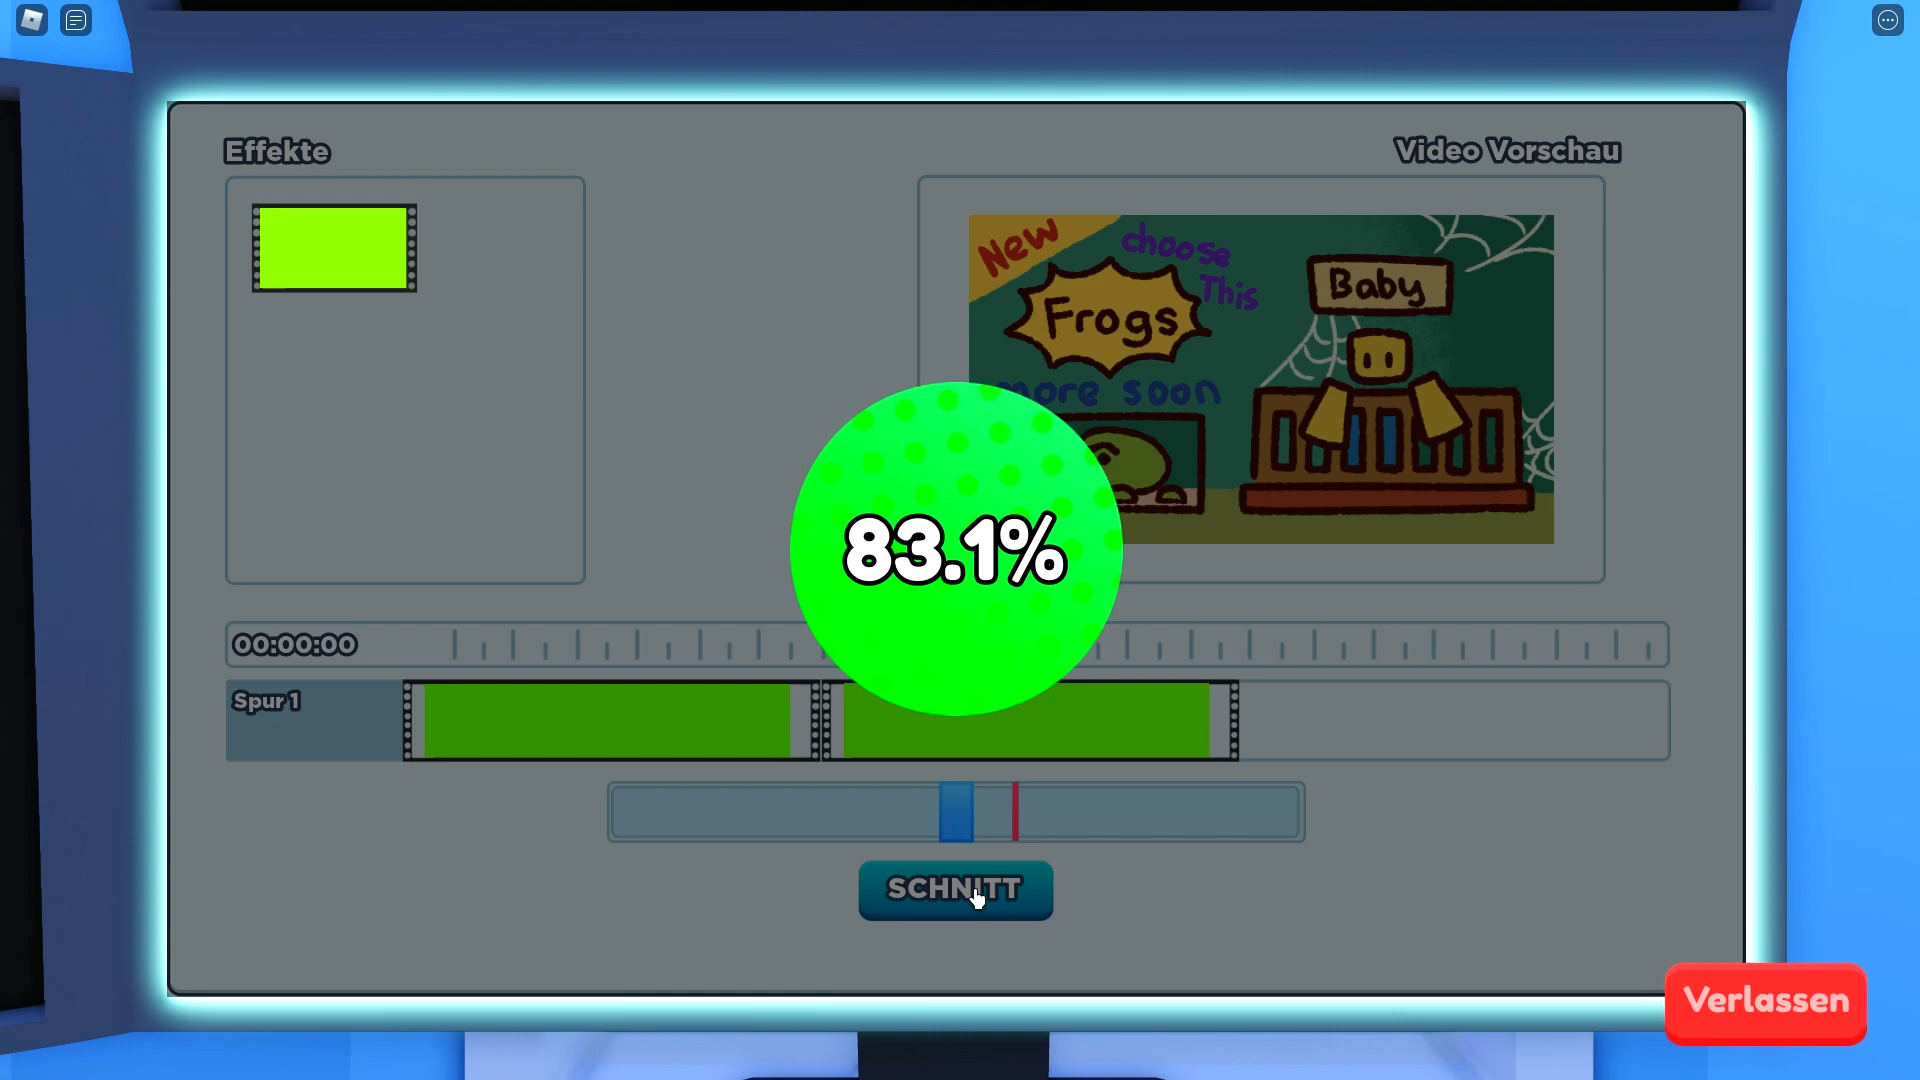 Effekte
Video Vorschau
New
choose
This
Frogs
Baby
more soon
83.1%
00:00:00
Spur 1
SCHNITT
Verlassen